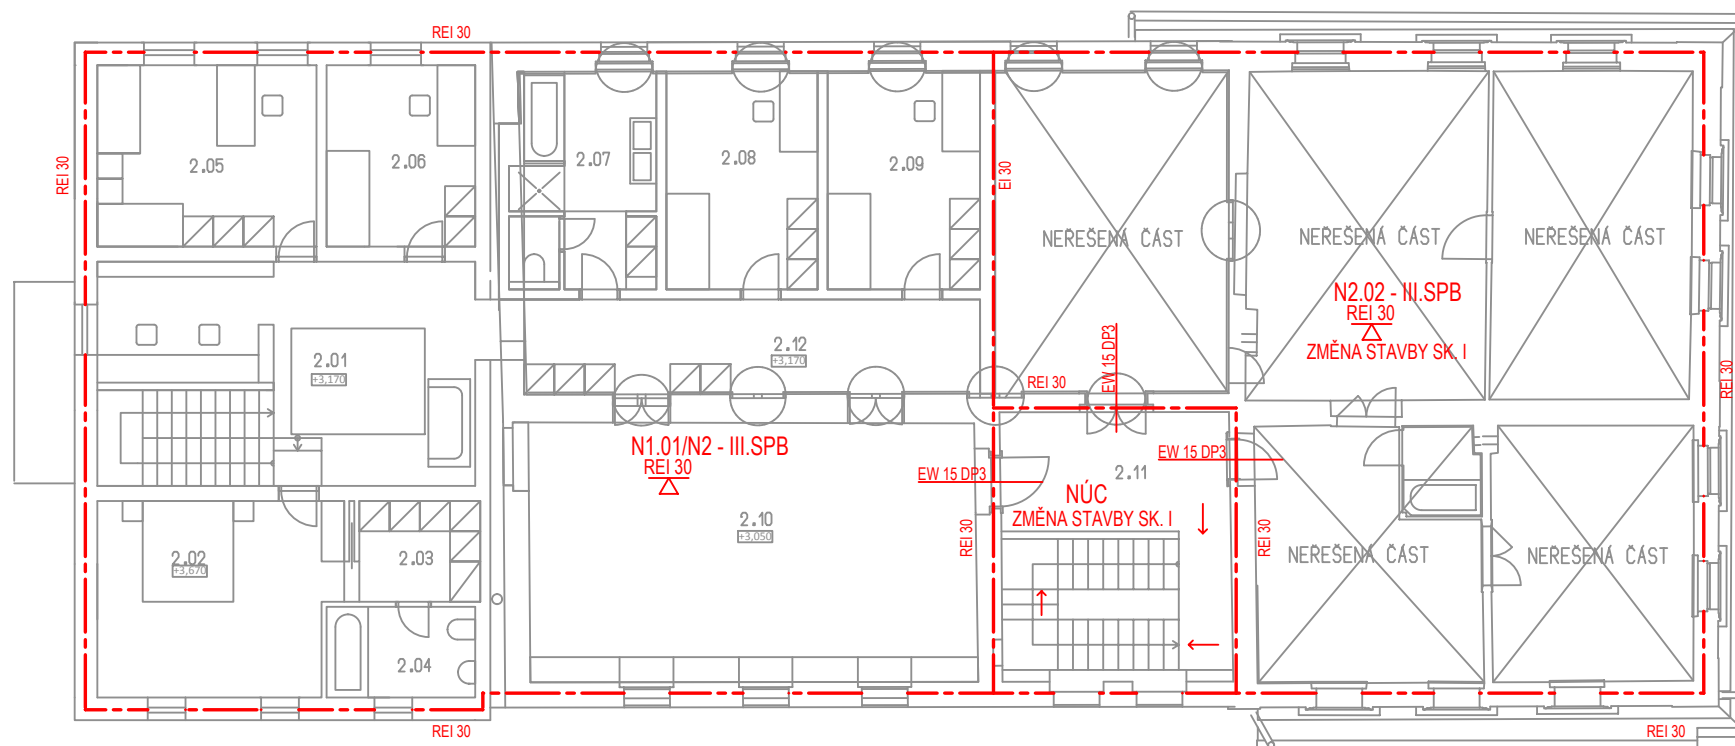 REI 30
REI 30
2.05
2.06
2.07
2.08
2.09
EI 30
NEŘEŠENÁ ČÁST
NEŘEŠENÁ ČÁST
NEŘEŠENÁ ČÁST
N2.02 - III.SPB
REI 30
ZMĚNA STAVBY SK. I
2.01
+3,170
2.12
+3,170
REI 30
EW 15 DP3
REI 30
N1.01/N2 - III.SPB
REI 30
EW 15 DP3
2.11
EW 15 DP3
NÚC
ZMĚNA STAVBY SK. I
2.10
+3,050
REI 30
REI 30
NEŘEŠENÁ ČÁST
NEŘEŠENÁ ČÁST
2.02
+3,670
2.03
2.04
REI 30
REI 30